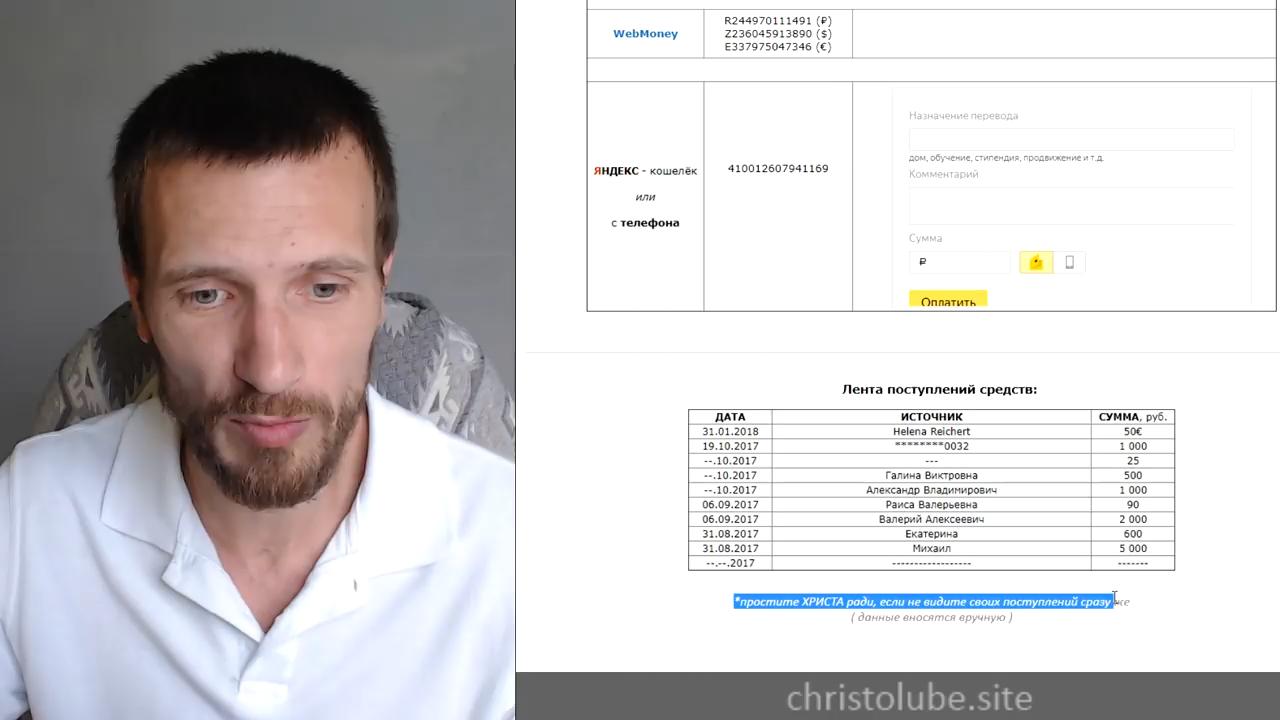 WebMoney
R244970111491 (₽)
Z236045913890 ($)
E337975047346 (€)
ЯНДЕКС - кошелёк
или
с телефона
410012607941169
Назначение перевода
дом, обучение, стипендия, продвижение и т.д.
Комментарий
Сумма
₽
Оплатить
Лента поступлений средств:
ДАТА ИСТОЧНИК СУММА, руб.
31.01.2018 Helena Reichert 50€
19.10.2017 ********0032 1 000
--.10.2017 --- 25
--.10.2017 Галина Виктровна 500
--.10.2017 Александр Владимирович 1 000
06.09.2017 Раиса Валерьевна 90
06.09.2017 Валерий Алексеевич 2 000
31.08.2017 Екатерина 600
31.08.2017 Михаил 5 000
--.--.2017 ----------------- -------
*простите ХРИСТА ради, если не видите своих поступлений сразу же
( данные вносятся вручную )
christolube.site